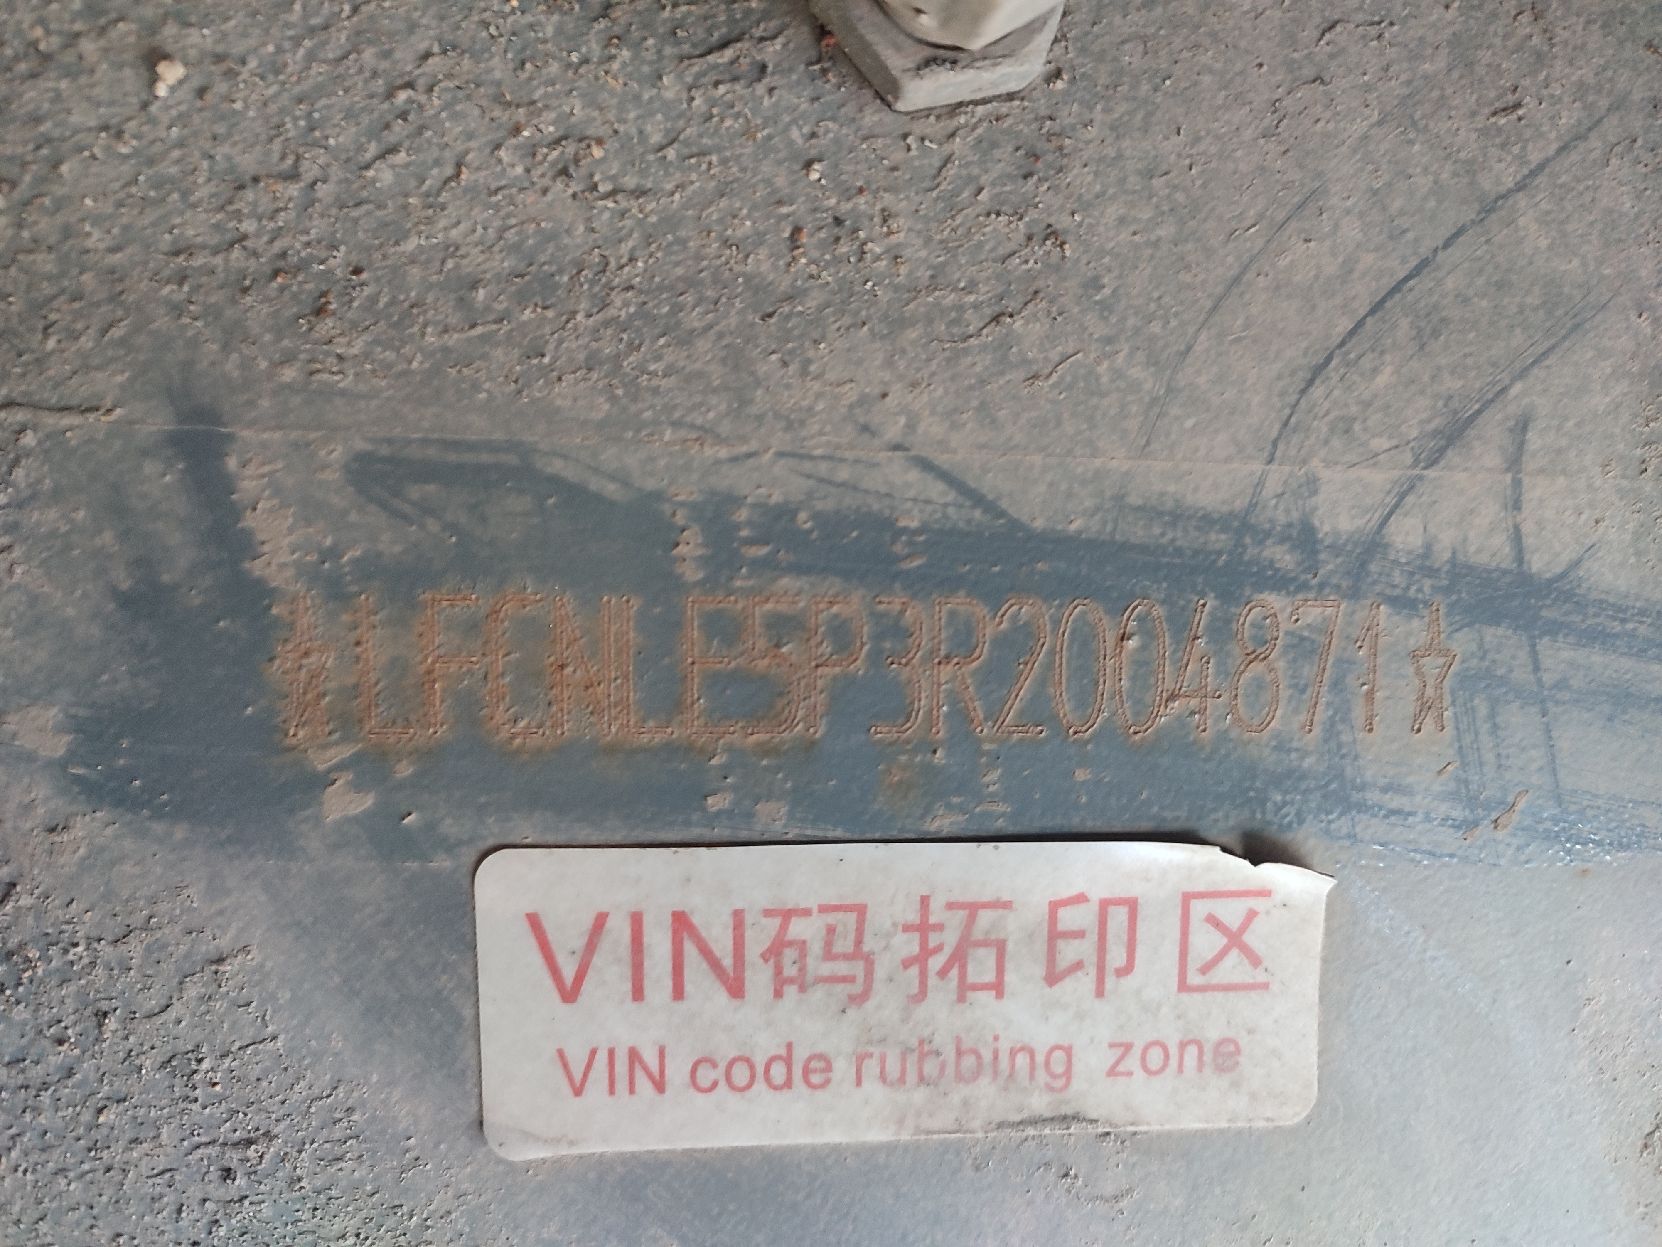 ☆LFCNLE5P3R2004871☆
VIN码拓印区
VIN code rubbing zone